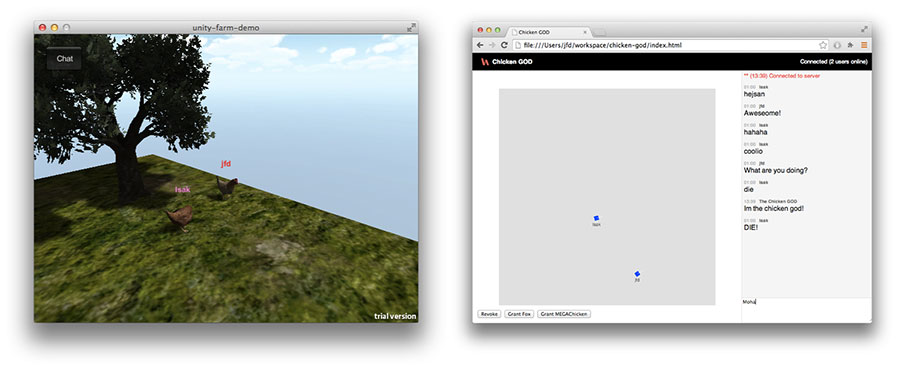 unity-farm-demo
Chat
jfd
Isak
trial version
Chicken GOD
file:///Users/jfd/workspace/chicken-god/index.html
Chicken GOD
Connected (2 users online)
** (13:39) Connected to server
01:00 Isak
hejsan
01:00 jfd
Aweseome!
01:00 Isak
hahaha
01:00 Isak
coolio
01:00 jfd
What are you doing?
01:00 Isak
die
13:39 The Chicken GOD
Im the chicken god!
01:00 Isak
DIE!
Isak
jfd
Moha
Revoke
Grant Fox
Grant MEGAChicken